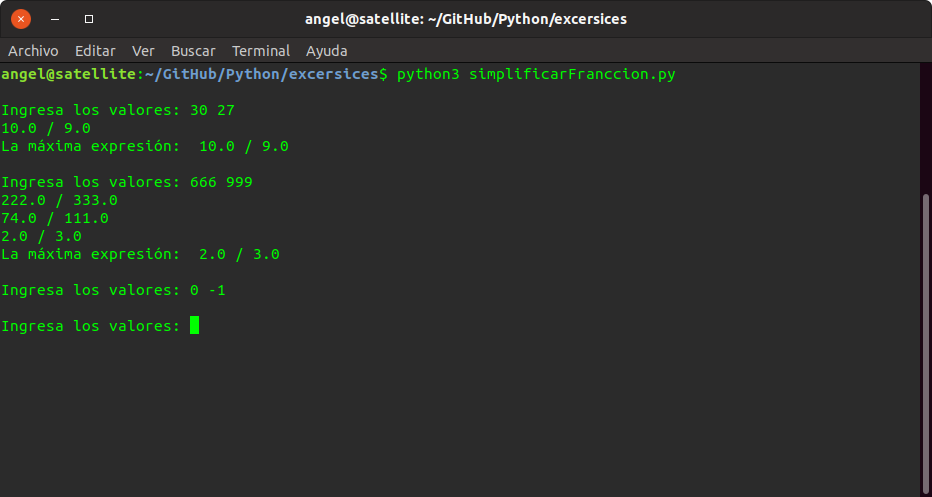 angel@satellite: ~/GitHub/Python/excersices
Archivo Editar Ver Buscar Terminal Ayuda
angel@satellite:~/GitHub/Python/excersices$ python3 simplificarFranccion.py
Ingresa los valores: 30 27
10.0 / 9.0
La máxima expresión:  10.0 / 9.0
Ingresa los valores: 666 999
222.0 / 333.0
74.0 / 111.0
2.0 / 3.0
La máxima expresión:  2.0 / 3.0
Ingresa los valores: 0 -1
Ingresa los valores: